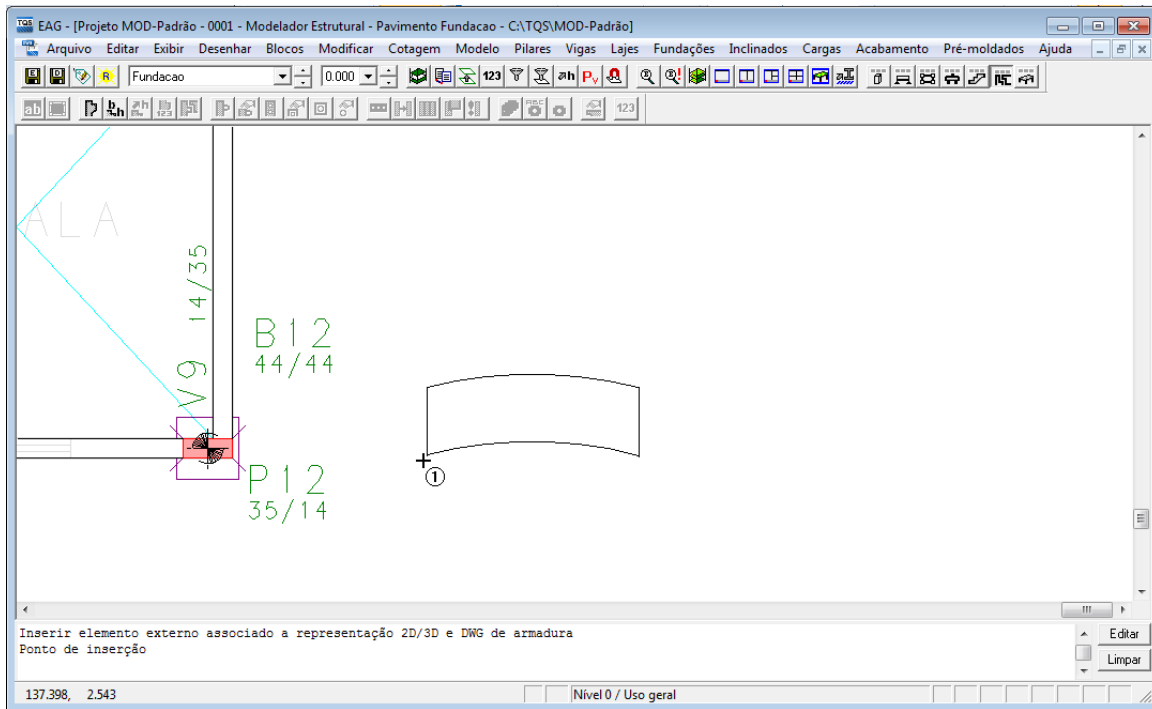 TQS EAG - [Projeto MOD-Padrão - 0001 - Modelador Estrutural - Pavimento Fundacao - C:\TQS\MOD-Padrão]
Arquivo Editar Exibir Desenhar Blocos Modificar Cotagem Modelo Pilares Vigas Lajes Fundações Inclinados Cargas Acabamento Pré-moldados Ajuda
Fundacao 0.000 123
123
ALA
V9 14/35
B12
44/44
P12
35/14
1
Inserir elemento externo associado a representação 2D/3D e DWG de armadura
Ponto de inserção
Editar
Limpar
137.398, 2.543 Nível 0 / Uso geral